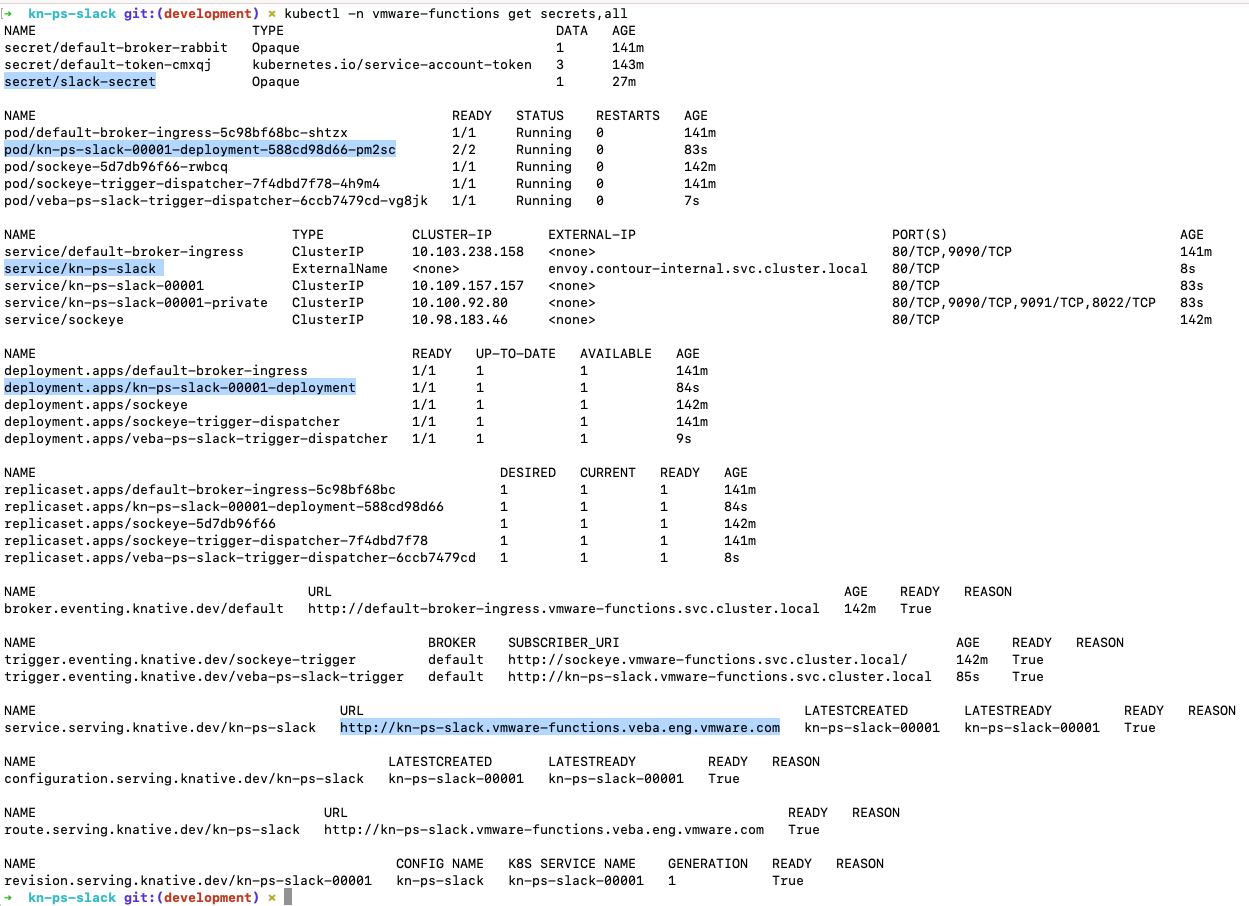 → kn-ps-slack git:(development) × kubectl -n vmware-functions get secrets,all
NAME TYPE DATA AGE
secret/default-broker-rabbit Opaque 1 141m
secret/default-token-cmxqj kubernetes.io/service-account-token 3 143m
secret/slack-secret Opaque 1 27m
NAME READY STATUS RESTARTS AGE
pod/default-broker-ingress-5c98bf68bc-shtzx 1/1 Running 0 141m
pod/kn-ps-slack-00001-deployment-588cd98d66-pm2sc 2/2 Running 0 83s
pod/sockeye-5d7db96f66-rwbcq 1/1 Running 0 142m
pod/sockeye-trigger-dispatcher-7f4dbd7f78-4h9m4 1/1 Running 0 141m
pod/veba-ps-slack-trigger-dispatcher-6ccb7479cd-vg8jk 1/1 Running 0 7s
NAME TYPE CLUSTER-IP EXTERNAL-IP PORT(S) AGE
service/default-broker-ingress ClusterIP 10.103.238.158 <none> 80/TCP,9090/TCP 141m
service/kn-ps-slack ExternalName <none> envoy.contour-internal.svc.cluster.local 80/TCP 8s
service/kn-ps-slack-00001 ClusterIP 10.109.157.157 <none> 80/TCP 83s
service/kn-ps-slack-00001-private ClusterIP 10.100.92.80 <none> 80/TCP,9090/TCP,9091/TCP,8022/TCP 83s
service/sockeye ClusterIP 10.98.183.46 <none> 80/TCP 142m
NAME READY UP-TO-DATE AVAILABLE AGE
deployment.apps/default-broker-ingress 1/1 1 1 141m
deployment.apps/kn-ps-slack-00001-deployment 1/1 1 1 84s
deployment.apps/sockeye 1/1 1 1 142m
deployment.apps/sockeye-trigger-dispatcher 1/1 1 1 141m
deployment.apps/veba-ps-slack-trigger-dispatcher 1/1 1 1 9s
NAME DESIRED CURRENT READY AGE
replicaset.apps/default-broker-ingress-5c98bf68bc 1 1 1 141m
replicaset.apps/kn-ps-slack-00001-deployment-588cd98d66 1 1 1 84s
replicaset.apps/sockeye-5d7db96f66 1 1 1 142m
replicaset.apps/sockeye-trigger-dispatcher-7f4dbd7f78 1 1 1 141m
replicaset.apps/veba-ps-slack-trigger-dispatcher-6ccb7479cd 1 1 1 8s
NAME URL AGE READY REASON
broker.eventing.knative.dev/default http://default-broker-ingress.vmware-functions.svc.cluster.local 142m True
NAME BROKER SUBSCRIBER_URI AGE READY REASON
trigger.eventing.knative.dev/sockeye-trigger default http://sockeye.vmware-functions.svc.cluster.local/ 142m True
trigger.eventing.knative.dev/veba-ps-slack-trigger default http://kn-ps-slack.vmware-functions.svc.cluster.local 85s True
NAME URL LATESTCREATED LATESTREADY READY REASON
service.serving.knative.dev/kn-ps-slack http://kn-ps-slack.vmware-functions.veba.eng.vmware.com kn-ps-slack-00001 kn-ps-slack-00001 True
NAME LATESTCREATED LATESTREADY READY REASON
configuration.serving.knative.dev/kn-ps-slack kn-ps-slack-00001 kn-ps-slack-00001 True
NAME URL READY REASON
route.serving.knative.dev/kn-ps-slack http://kn-ps-slack.vmware-functions.veba.eng.vmware.com True
NAME CONFIG NAME K8S SERVICE NAME GENERATION READY REASON
revision.serving.knative.dev/kn-ps-slack-00001 kn-ps-slack kn-ps-slack-00001 1 True
→ kn-ps-slack git:(development) ×